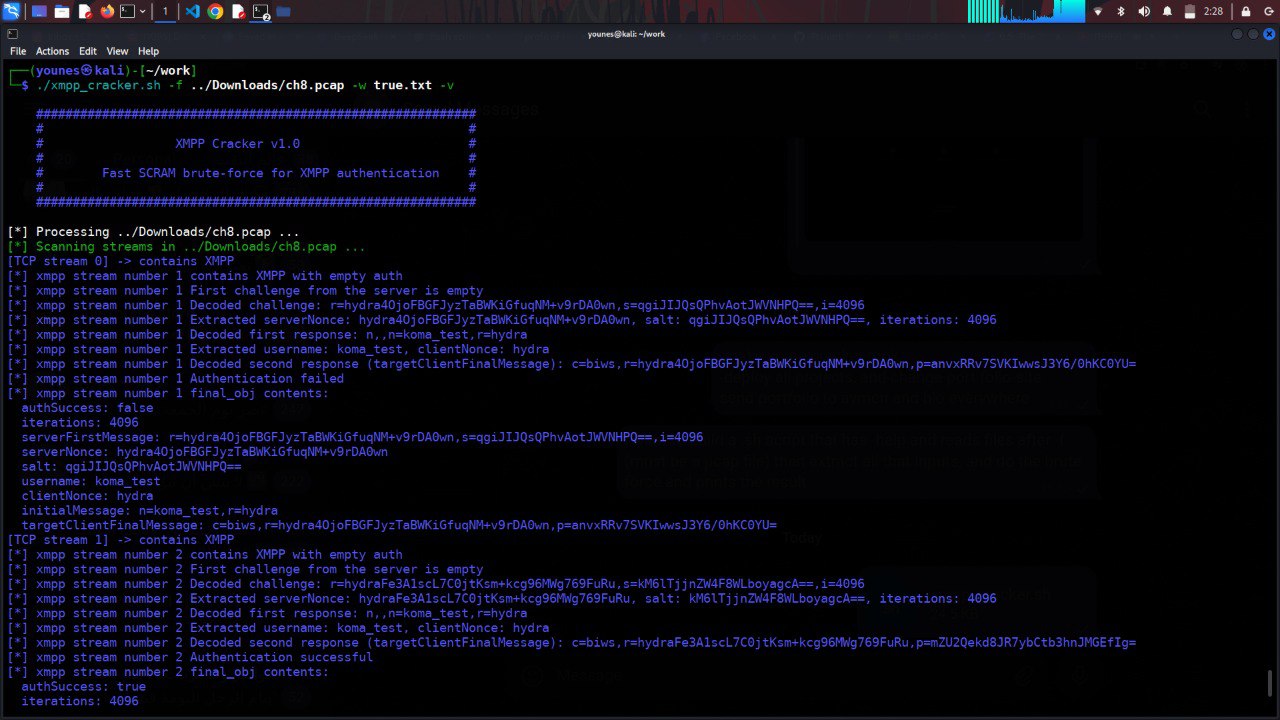 1
2
2:28
younes@kali: ~/work
File Actions Edit View Help
┌──(younes㉿kali)-[~/work]
└─$ ./xmpp_cracker.sh -f ../Downloads/ch8.pcap -w true.txt -v
############################################################
# #
# XMPP Cracker v1.0 #
# #
# Fast SCRAM brute-force for XMPP authentication #
# #
############################################################
[*] Processing ../Downloads/ch8.pcap ...
[*] Scanning streams in ../Downloads/ch8.pcap ...
[TCP stream 0] -> contains XMPP
[*] xmpp stream number 1 contains XMPP with empty auth
[*] xmpp stream number 1 First challenge from the server is empty
[*] xmpp stream number 1 Decoded challenge: r=hydra4OjoFBGFJyzTaBWKiGfuqNM+v9rDA0wn,s=qgiJIJQsQPhvAotJWVNHPQ==,i=4096
[*] xmpp stream number 1 Extracted serverNonce: hydra4OjoFBGFJyzTaBWKiGfuqNM+v9rDA0wn, salt: qgiJIJQsQPhvAotJWVNHPQ==, iterations: 4096
[*] xmpp stream number 1 Decoded first response: n,,n=koma_test,r=hydra
[*] xmpp stream number 1 Extracted username: koma_test, clientNonce: hydra
[*] xmpp stream number 1 Decoded second response (targetClientFinalMessage): c=biws,r=hydra4OjoFBGFJyzTaBWKiGfuqNM+v9rDA0wn,p=anvxRRv7SVKIwwsJ3Y6/0hKC0YU=
[*] xmpp stream number 1 Authentication failed
[*] xmpp stream number 1 final_obj contents:
authSuccess: false
iterations: 4096
serverFirstMessage: r=hydra4OjoFBGFJyzTaBWKiGfuqNM+v9rDA0wn,s=qgiJIJQsQPhvAotJWVNHPQ==,i=4096
serverNonce: hydra4OjoFBGFJyzTaBWKiGfuqNM+v9rDA0wn
salt: qgiJIJQsQPhvAotJWVNHPQ==
username: koma_test
clientNonce: hydra
initialMessage: n=koma_test,r=hydra
targetClientFinalMessage: c=biws,r=hydra4OjoFBGFJyzTaBWKiGfuqNM+v9rDA0wn,p=anvxRRv7SVKIwwsJ3Y6/0hKC0YU=
[TCP stream 1] -> contains XMPP
[*] xmpp stream number 2 contains XMPP with empty auth
[*] xmpp stream number 2 First challenge from the server is empty
[*] xmpp stream number 2 Decoded challenge: r=hydraFe3A1scL7C0jtKsm+kcg96MWg769FuRu,s=kM6lTjjnZW4F8WLboyagcA==,i=4096
[*] xmpp stream number 2 Extracted serverNonce: hydraFe3A1scL7C0jtKsm+kcg96MWg769FuRu, salt: kM6lTjjnZW4F8WLboyagcA==, iterations: 4096
[*] xmpp stream number 2 Decoded first response: n,,n=koma_test,r=hydra
[*] xmpp stream number 2 Extracted username: koma_test, clientNonce: hydra
[*] xmpp stream number 2 Decoded second response (targetClientFinalMessage): c=biws,r=hydraFe3A1scL7C0jtKsm+kcg96MWg769FuRu,p=mZU2Qekd8JR7ybCtb3hnJMGEfIg=
[*] xmpp stream number 2 Authentication successful
[*] xmpp stream number 2 final_obj contents:
authSuccess: true
iterations: 4096